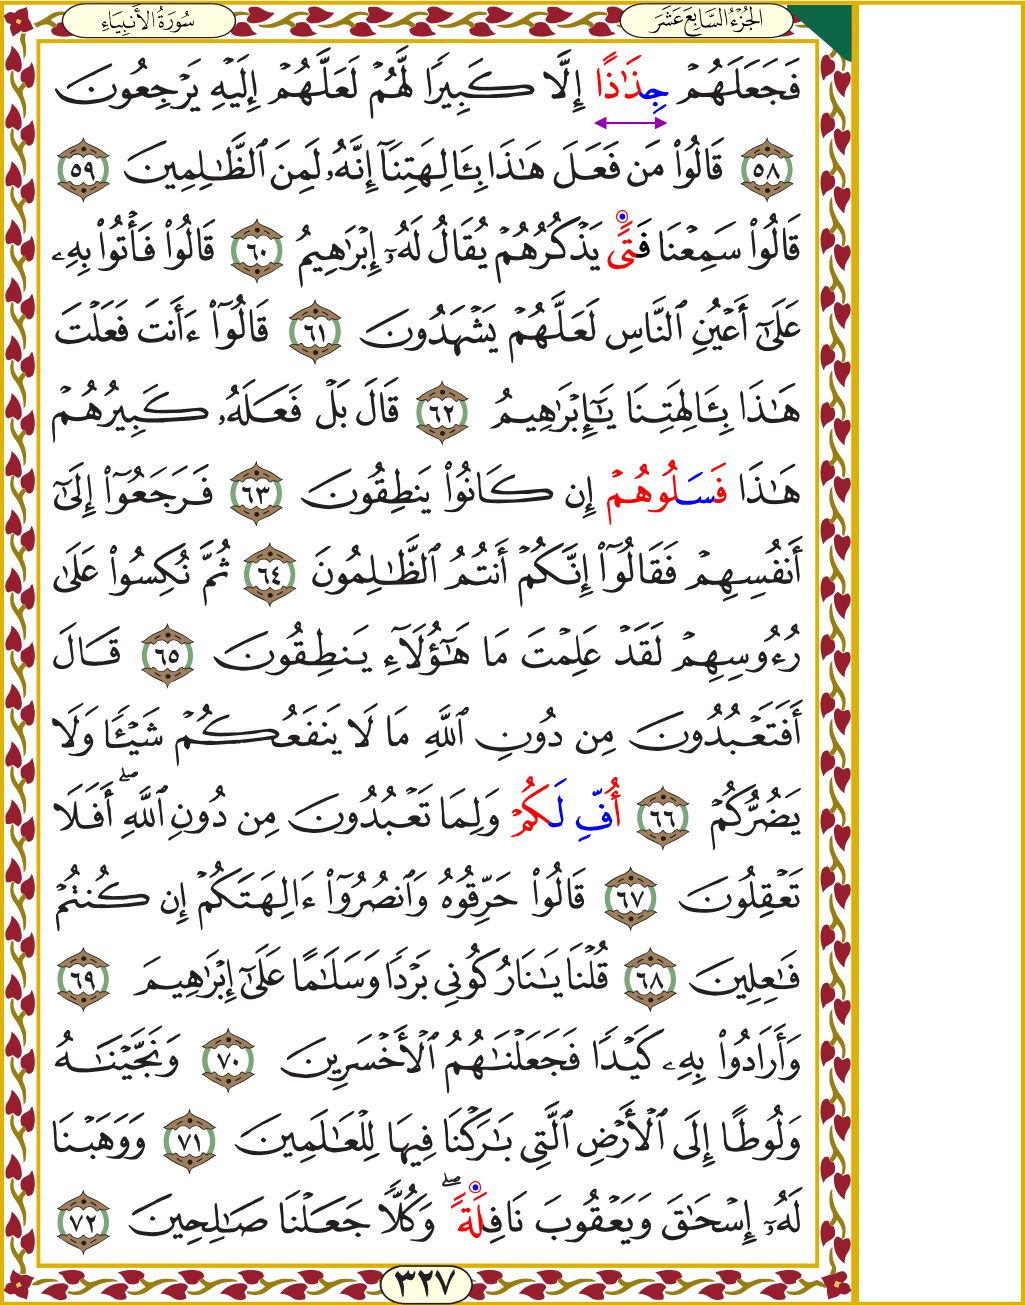 الجُزْءُ السَّابِعَ عَشَرَ
سُورَةُ الأَنبِيَاءِ
فَجَعَلَهُمْ جِذَٰذًا إِلَّا كَبِيرًا لَّهُمْ لَعَلَّهُمْ إِلَيْهِ يَرْجِعُونَ
٥٨ قَالُوا۟ مَن فَعَلَ هَٰذَا بِـَٔالِهَتِنَآ إِنَّهُۥ لَمِنَ ٱلظَّٰلِمِينَ ٥٩
قَالُوا۟ سَمِعْنَا فَتًى يَذْكُرُهُمْ يُقَالُ لَهُۥٓ إِبْرَٰهِيمُ ٦٠ قَالُوا۟ فَأْتُوا۟ بِهِۦ
عَلَىٰٓ أَعْيُنِ ٱلنَّاسِ لَعَلَّهُمْ يَشْهَدُونَ ٦١ قَالُوٓا۟ ءَأَنتَ فَعَلْتَ
هَٰذَا بِـَٔالِهَتِنَا يَٰٓإِبْرَٰهِيمُ ٦٢ قَالَ بَلْ فَعَلَهُۥ كَبِيرُهُمْ
هَٰذَا فَسَلُوهُمْ إِن كَانُوا۟ يَنطِقُونَ ٦٣ فَرَجَعُوٓا۟ إِلَىٰٓ
أَنفُسِهِمْ فَقَالُوٓا۟ إِنَّكُمْ أَنتُمُ ٱلظَّٰلِمُونَ ٦٤ ثُمَّ نُكِسُوا۟ عَلَىٰ
رُءُوسِهِمْ لَقَدْ عَلِمْتَ مَا هَٰٓؤُلَآءِ يَنطِقُونَ ٦٥ قَالَ
أَفَتَعْبُدُونَ مِن دُونِ ٱللَّهِ مَا لَا يَنفَعُكُمْ شَيْـًٔا وَلَا
يَضُرُّكُمْ ٦٦ أُفِّ لَكُمْ وَلِمَا تَعْبُدُونَ مِن دُونِ ٱللَّهِ ۖ أَفَلَا
تَعْقِلُونَ ٦٧ قَالُوا۟ حَرِّقُوهُ وَٱنصُرُوٓا۟ ءَالِهَتَكُمْ إِن كُنتُمْ
فَٰعِلِينَ ٦٨ قُلْنَا يَٰنَارُ كُونِى بَرْدًا وَسَلَٰمًا عَلَىٰٓ إِبْرَٰهِيمَ ٦٩
وَأَرَادُوا۟ بِهِۦ كَيْدًا فَجَعَلْنَٰهُمُ ٱلْأَخْسَرِينَ ٧٠ وَنَجَّيْنَٰهُ
وَلُوطًا إِلَى ٱلْأَرْضِ ٱلَّتِى بَٰرَكْنَا فِيهَا لِلْعَٰلَمِينَ ٧١ وَوَهَبْنَا
لَهُۥٓ إِسْحَٰقَ وَيَعْقُوبَ نَافِلَةً ۖ وَكُلًّا جَعَلْنَا صَٰلِحِينَ ٧٢
٣٢٧